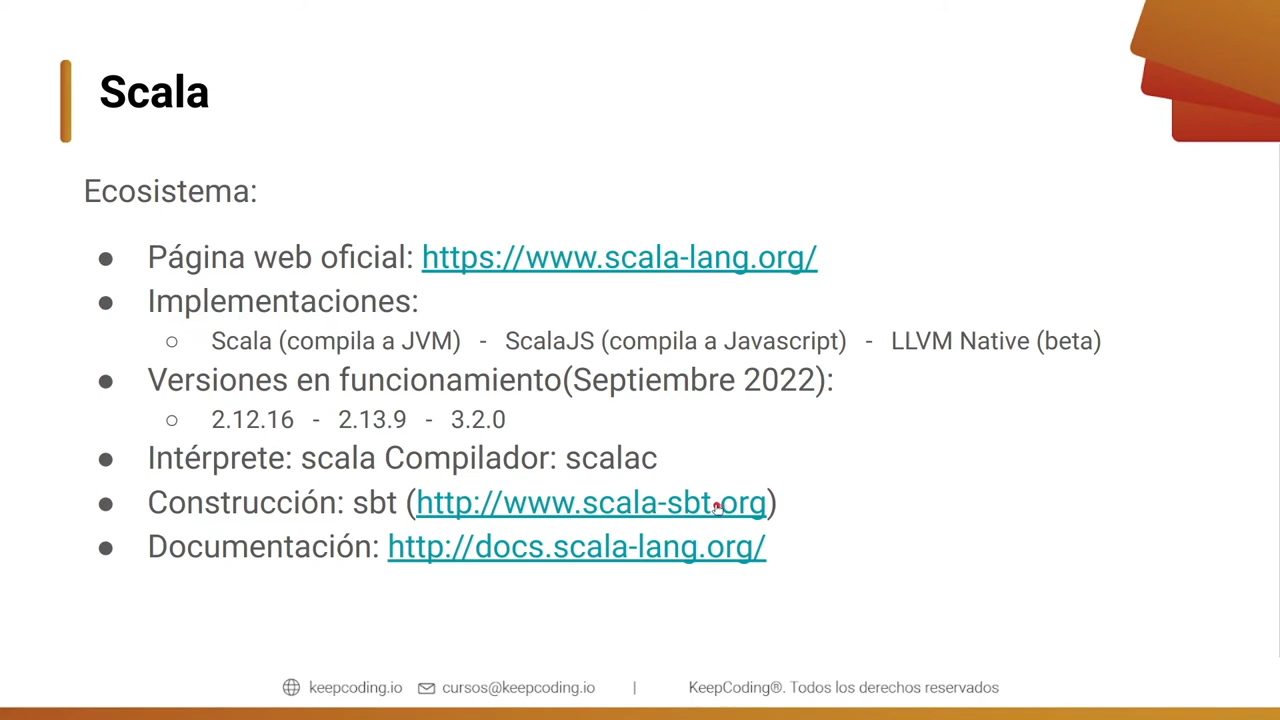 Scala
Ecosistema:
● Página web oficial: https://www.scala-lang.org/
● Implementaciones:
○ Scala (compila a JVM) - ScalaJS (compila a Javascript) - LLVM Native (beta)
● Versiones en funcionamiento(Septiembre 2022):
○ 2.12.16 - 2.13.9 - 3.2.0
● Intérprete: scala Compilador: scalac
● Construcción: sbt (http://www.scala-sbt.org)
● Documentación: http://docs.scala-lang.org/
keepcoding.io cursos@keepcoding.io | KeepCoding®. Todos los derechos reservados